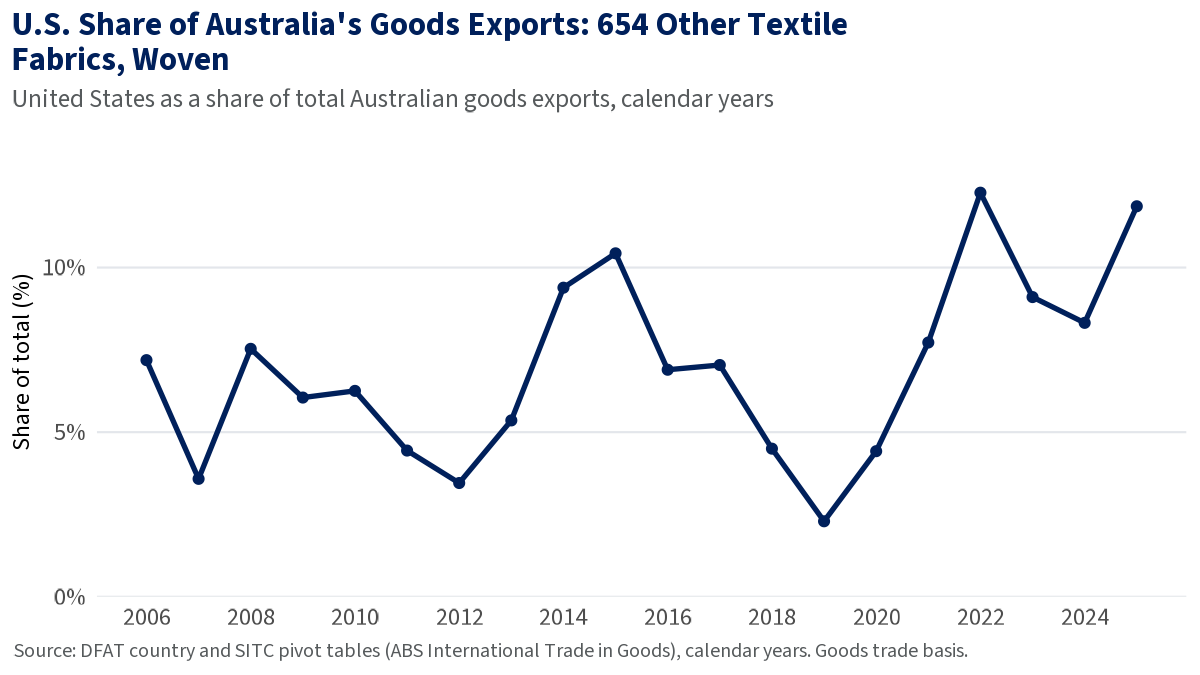 U.S. Share of Australia's Goods Exports: 654 Other Textile
Fabrics, Woven
United States as a share of total Australian goods exports, calendar years
Share of total (%)
10%
5%
0%
2006 2008 2010 2012 2014 2016 2018 2020 2022 2024
Source: DFAT country and SITC pivot tables (ABS International Trade in Goods), calendar years. Goods trade basis.